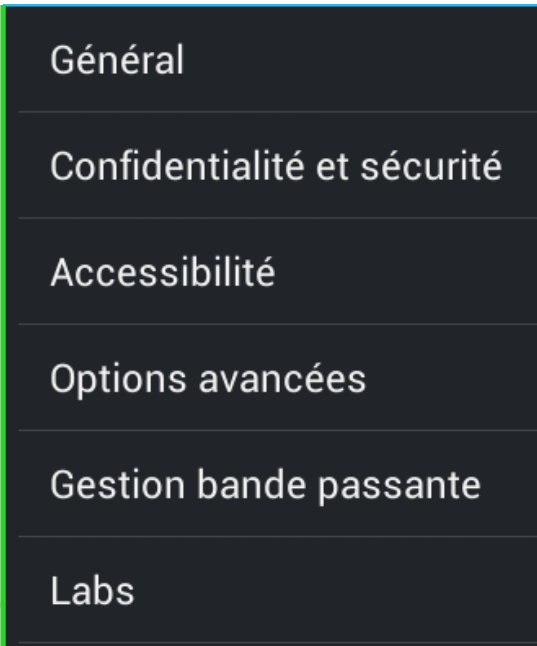 Général
Confidentialité et sécurité
Accessibilité
Options avancées
Gestion bande passante
Labs